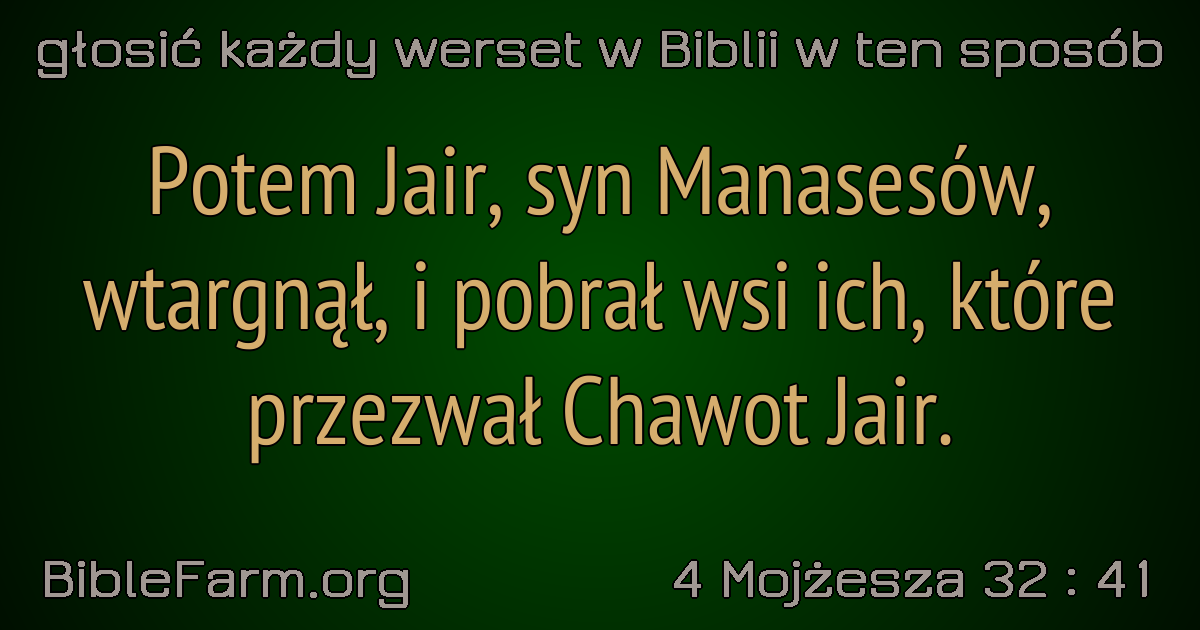 głosić każdy werset w Biblii w ten sposób
Potem Jair, syn Manasesów,
wtargnął, i pobrał wsi ich, które
przezwał Chawot Jair.
BibleFarm.org
4 Mojżesza 32 : 41